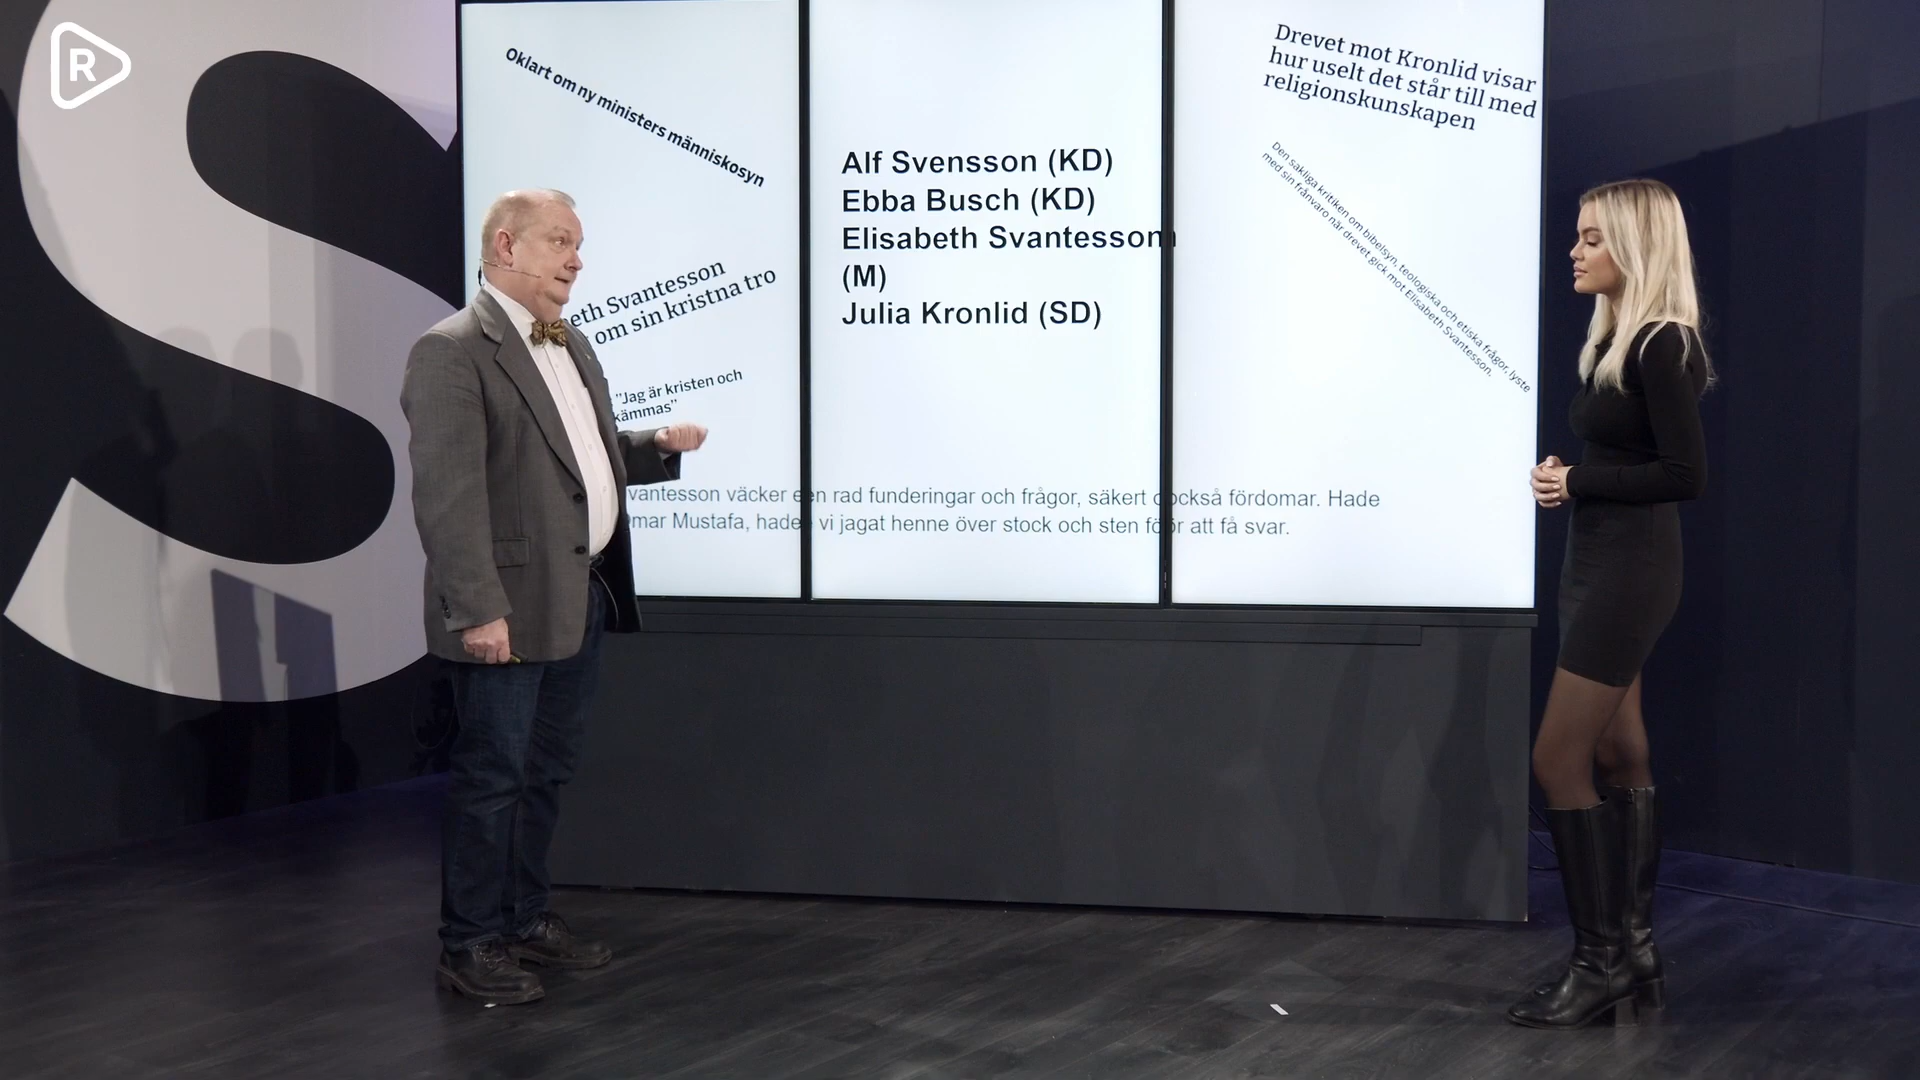 R
Oklart om ny ministers människosyn
eth Svantesson
om sin kristna tro
"Jag är kristen och
kämmas"
Alf Svensson (KD)
Ebba Busch (KD)
Elisabeth Svantesson
(M)
Julia Kronlid (SD)
Drevet mot Kronlid visar
hur uselt det står till med
religionskunskapen
Den sakliga kritiken om bibelsyn, teologiska och etiska frågor, lyste
med sin frånvaro när drevet gick mot Elisabeth Svantesson.
vantesson väcker en rad funderingar och frågor, säkert också fördomar. Hade
mar Mustafa, hade vi jagat henne över stock och sten för att få svar.